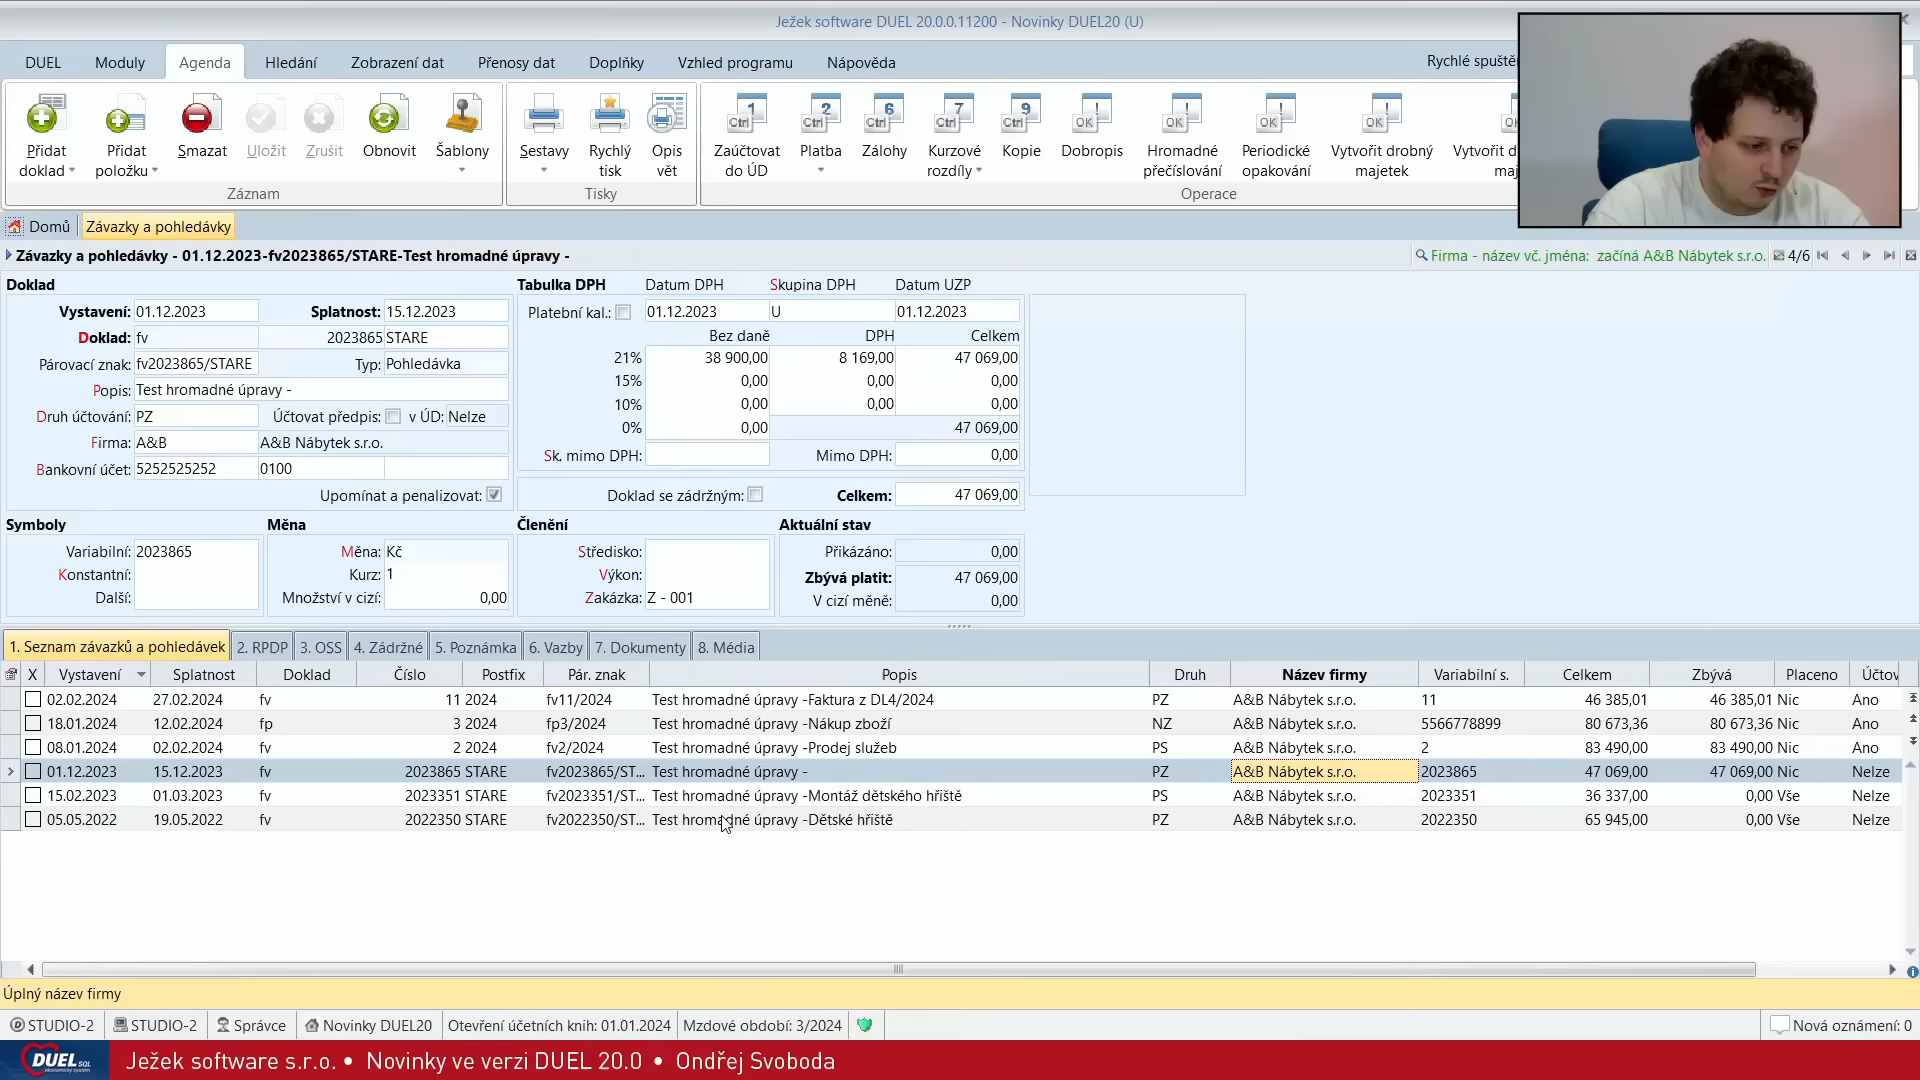 Ježek software DUEL 20.0.0.11200 - Novinky DUEL20 (U)
DUEL Moduly Agenda Hledání Zobrazení dat Přenosy dat Doplňky Vzhled programu Nápověda
Přidat doklad
Přidat položku
Smazat
Uložit
Zrušit
Obnovit
Šablony
Sestavy
Rychlý tisk
Opis vět
1 Ctrl Zaúčtovat do ÚD
2 Ctrl Platba
6 Ctrl Zálohy
7 Ctrl Kurzové rozdíly
9 Ctrl Kopie
! OK Dobropis
! OK Hromadné přečíslování
! OK Periodické opakování
! OK Vytvořit drobný majetek
Záznam Tisky Operace
Domů Závazky a pohledávky
Závazky a pohledávky - 01.12.2023-fv2023865/STARE-Test hromadné úpravy -
Firma - název vč. jména: začíná A&B Nábytek s.r.o. 4/6
Doklad
Vystavení: 01.12.2023 Splatnost: 15.12.2023
Doklad: fv 2023865 STARE
Párovací znak: fv2023865/STARE Typ: Pohledávka
Popis: Test hromadné úpravy -
Druh účtování: PZ Účtovat předpis: v ÚD: Nelze
Firma: A&B A&B Nábytek s.r.o.
Bankovní účet: 5252525252 0100
Upomínat a penalizovat:
Tabulka DPH Datum DPH Skupina DPH Datum UZP
Platební kal.: 01.12.2023 U 01.12.2023
Bez daně DPH Celkem
21% 38 900,00 8 169,00 47 069,00
15% 0,00 0,00 0,00
10% 0,00 0,00 0,00
0% 0,00 47 069,00
Sk. mimo DPH: Mimo DPH: 0,00
Doklad se zádržným: Celkem: 47 069,00
Symboly
Variabilní: 2023865
Konstantní:
Další:
Měna
Měna: Kč
Kurz: 1
Množství v cizí: 0,00
Členění
Středisko:
Výkon:
Zakázka: Z - 001
Aktuální stav
Přikázáno: 0,00
Zbývá platit: 47 069,00
V cizí měně: 0,00
1. Seznam závazků a pohledávek 2. RPDP 3. OSS 4. Zádržné 5. Poznámka 6. Vazby 7. Dokumenty 8. Média
X Vystavení Splatnost Doklad Číslo Postfix Pár. znak Popis Druh Název firmy Variabilní s. Celkem Zbývá Placeno
02.02.2024 27.02.2024 fv 11 2024 fv11/2024 Test hromadné úpravy -Faktura z DL4/2024 PZ A&B Nábytek s.r.o. 11 46 385,01 46 385,01 Nic Ano
18.01.2024 12.02.2024 fp 3 2024 fp3/2024 Test hromadné úpravy -Nákup zboží NZ A&B Nábytek s.r.o. 5566778899 80 673,36 80 673,36 Nic Ano
08.01.2024 02.02.2024 fv 2 2024 fv2/2024 Test hromadné úpravy -Prodej služeb PS A&B Nábytek s.r.o. 2 83 490,00 83 490,00 Nic Ano
01.12.2023 15.12.2023 fv 2023865 STARE fv2023865/ST... Test hromadné úpravy - PZ A&B Nábytek s.r.o. 2023865 47 069,00 47 069,00 Nic Nelze
15.02.2023 01.03.2023 fv 2023351 STARE fv2023351/ST... Test hromadné úpravy -Montáž dětského hřiště PS A&B Nábytek s.r.o. 2023351 36 337,00 0,00 Vše Nelze
05.05.2022 19.05.2022 fv 2022350 STARE fv2022350/ST... Test hromadné úpravy -Dětské hřiště PZ A&B Nábytek s.r.o. 2022350 65 945,00 0,00 Vše Nelze
Úplný název firmy
STUDIO-2 STUDIO-2 Správce Novinky DUEL20 Otevření účetních knih: 01.01.2024 Mzdové období: 3/2024 Nová oznámení: 0
DUEL SQL Ježek software s.r.o. • Novinky ve verzi DUEL 20.0 • Ondřej Svoboda